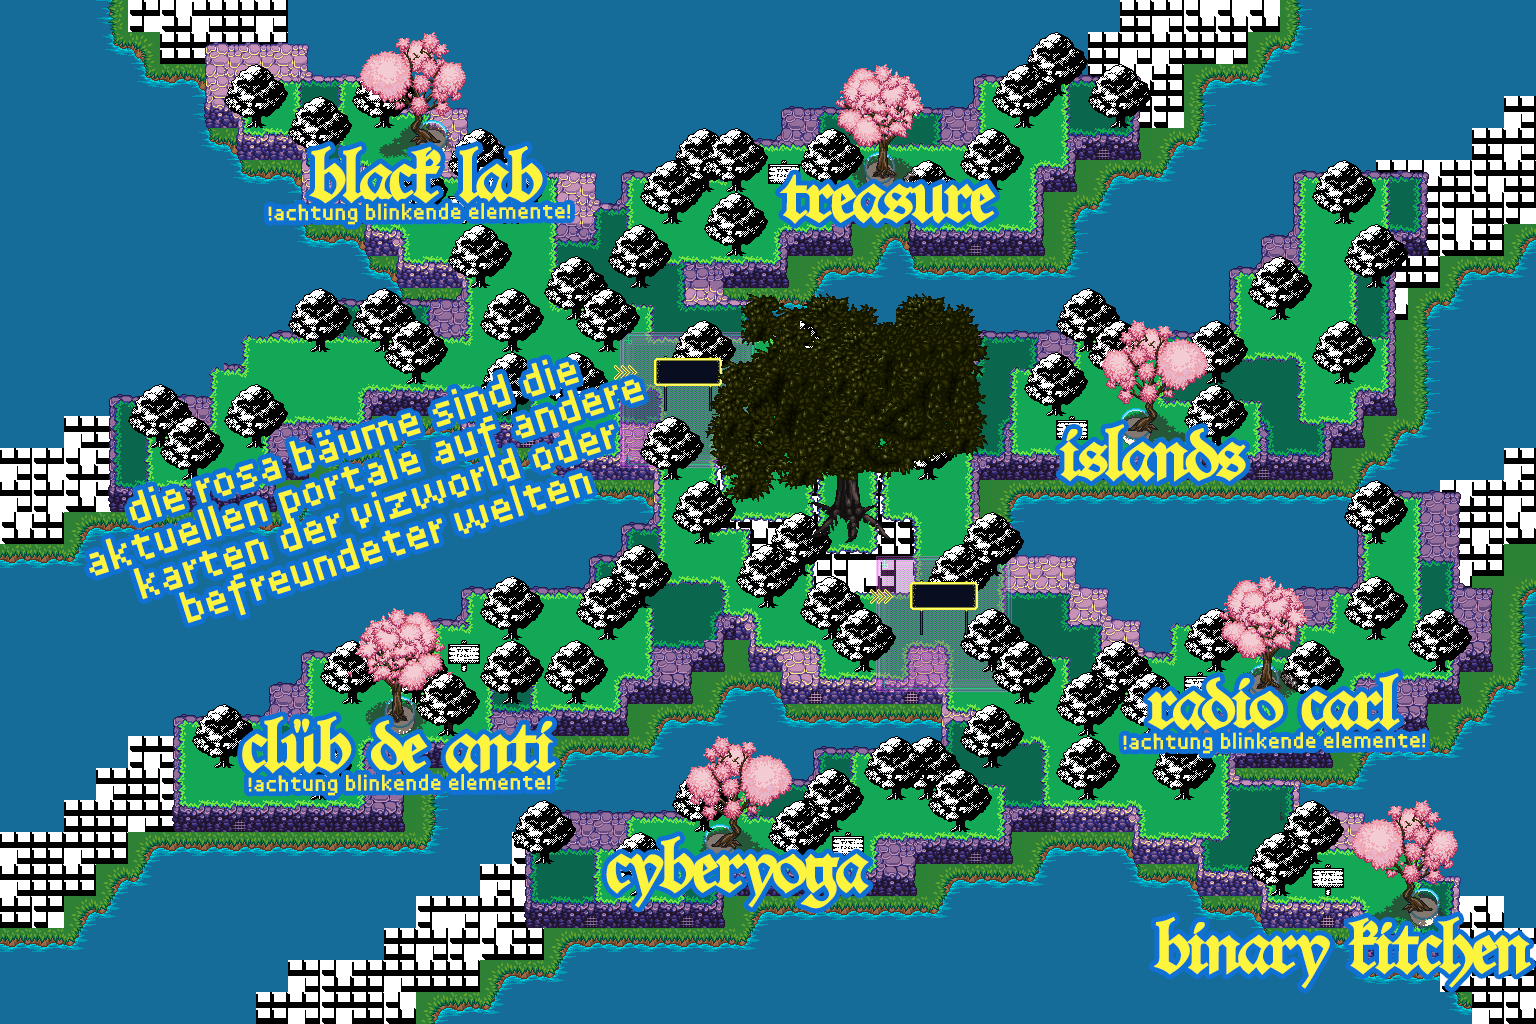 black lab
!achtung blinkende elemente!
treasure
islands
die rosa bäume sind die
aktuellen portale auf andere
karten der vizworld oder
befreundeter welten
radio carl
!achtung blinkende elemente!
clüb de anti
!achtung blinkende elemente!
cyberyoga
binary kitchen